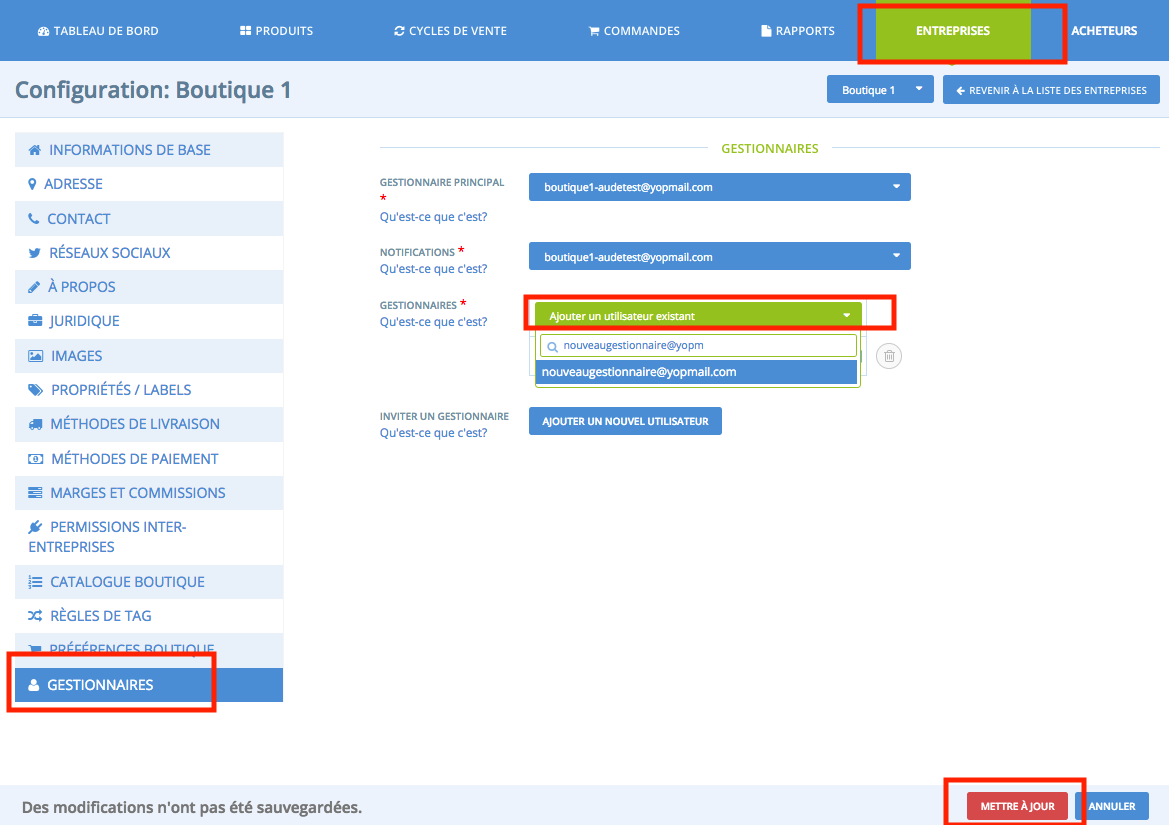 TABLEAU DE BORD PRODUITS CYCLES DE VENTE COMMANDES RAPPORTS ENTREPRISES ACHETEURS
Configuration: Boutique 1
Boutique 1 REVENIR À LA LISTE DES ENTREPRISES
INFORMATIONS DE BASE
ADRESSE
CONTACT
RÉSEAUX SOCIAUX
À PROPOS
JURIDIQUE
IMAGES
PROPRIÉTÉS / LABELS
MÉTHODES DE LIVRAISON
MÉTHODES DE PAIEMENT
MARGES ET COMMISSIONS
PERMISSIONS INTER-
ENTREPRISES
CATALOGUE BOUTIQUE
RÈGLES DE TAG
PRÉFÉRENCES BOUTIQUE
GESTIONNAIRES
GESTIONNAIRES
GESTIONNAIRE PRINCIPAL
*
Qu'est-ce que c'est?
boutique1-audetest@yopmail.com
NOTIFICATIONS *
Qu'est-ce que c'est?
boutique1-audetest@yopmail.com
GESTIONNAIRES *
Qu'est-ce que c'est?
Ajouter un utilisateur existant
nouveaugestionnaire@yopm
nouveaugestionnaire@yopmail.com
INVITER UN GESTIONNAIRE
Qu'est-ce que c'est?
AJOUTER UN NOUVEL UTILISATEUR
Des modifications n'ont pas été sauvegardées.
METTRE À JOUR ANNULER